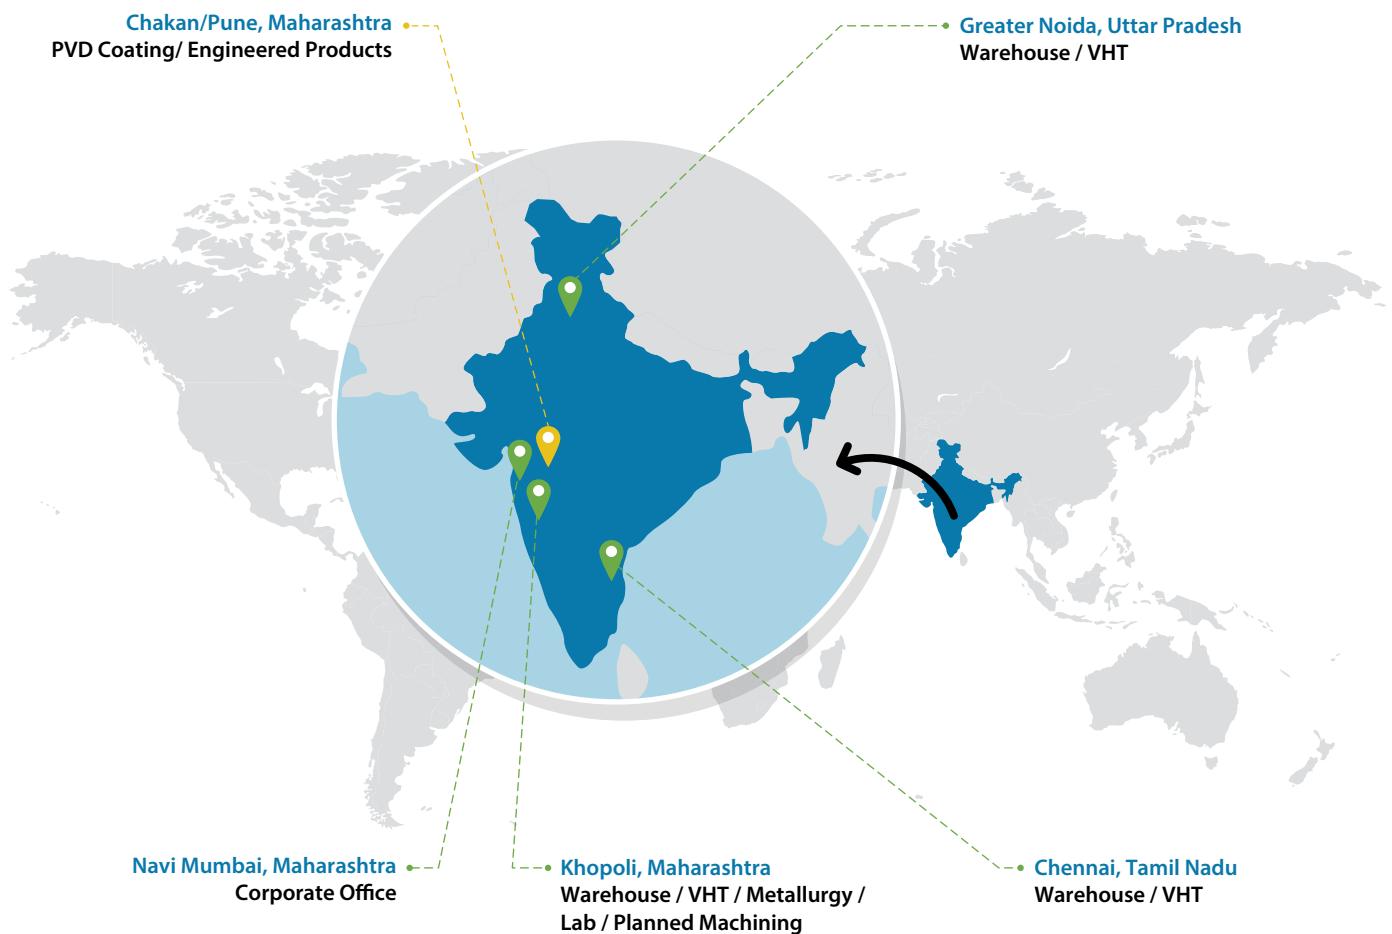 Chakan/Pune, Maharashtra
PVD Coating/ Engineered Products
Greater Noida, Uttar Pradesh
Warehouse / VHT
Navi Mumbai, Maharashtra
Corporate Office
Khopoli, Maharashtra
Warehouse / VHT / Metallurgy /
Lab / Planned Machining
Chennai, Tamil Nadu
Warehouse / VHT